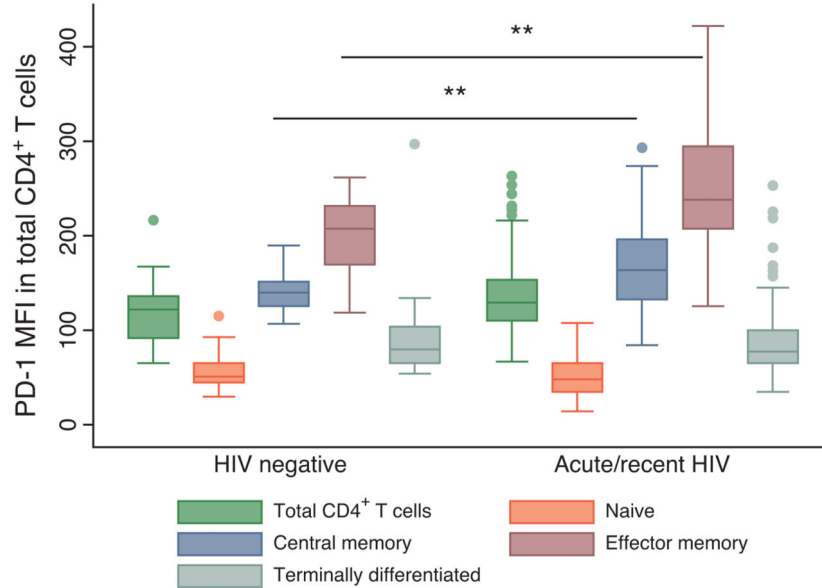 PD-1 MFI in total CD4+ T cells
400
300
200
100
0
**
**
HIV negative
Acute/recent HIV
Total CD4+ T cells
Naive
Central memory
Effector memory
Terminally differentiated